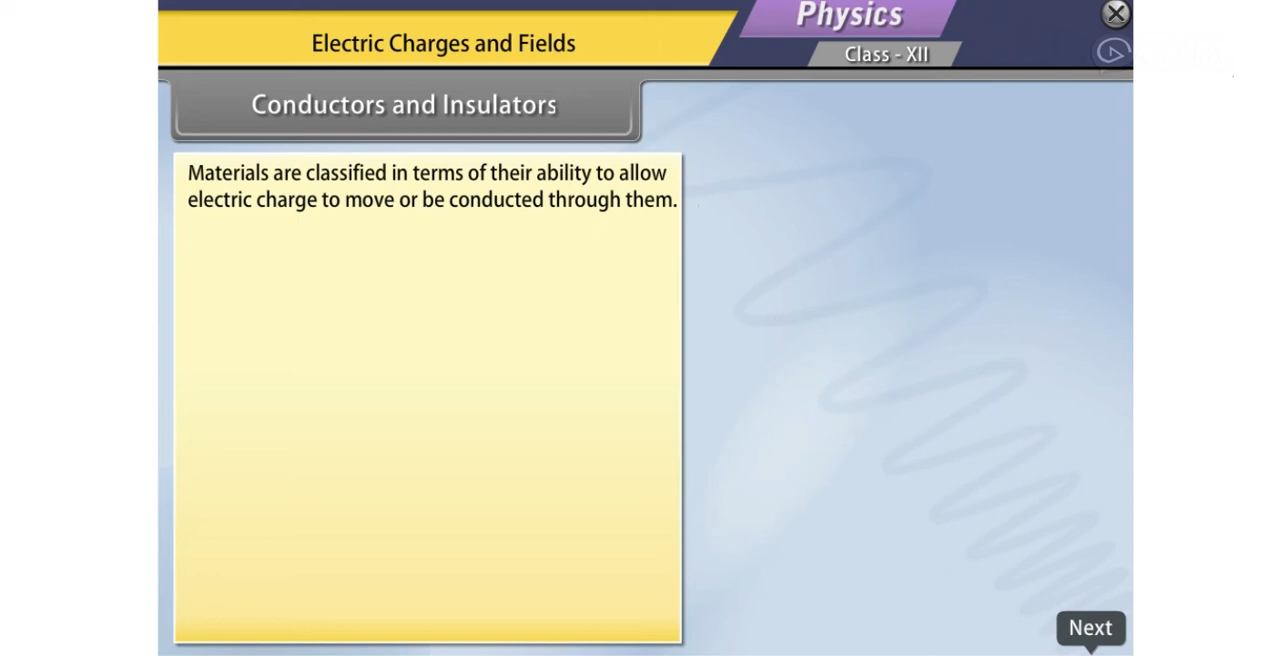 Physics
Electric Charges and Fields
Class - XII
Conductors and Insulators
Materials are classified in terms of their ability to allow
electric charge to move or be conducted through them.
Next